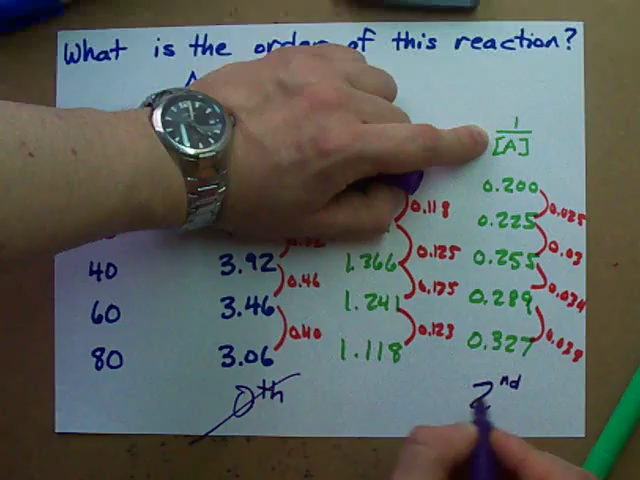 What is the order of this reaction?
1
[A]
0.200
0.118 0.225 0.025
40 3.92 1.366 0.125 0.255 0.03
0.46 0.034
60 3.46 1.241 0.289
0.40 0.123 0.038
80 3.06 1.118 0.327
0th 2nd